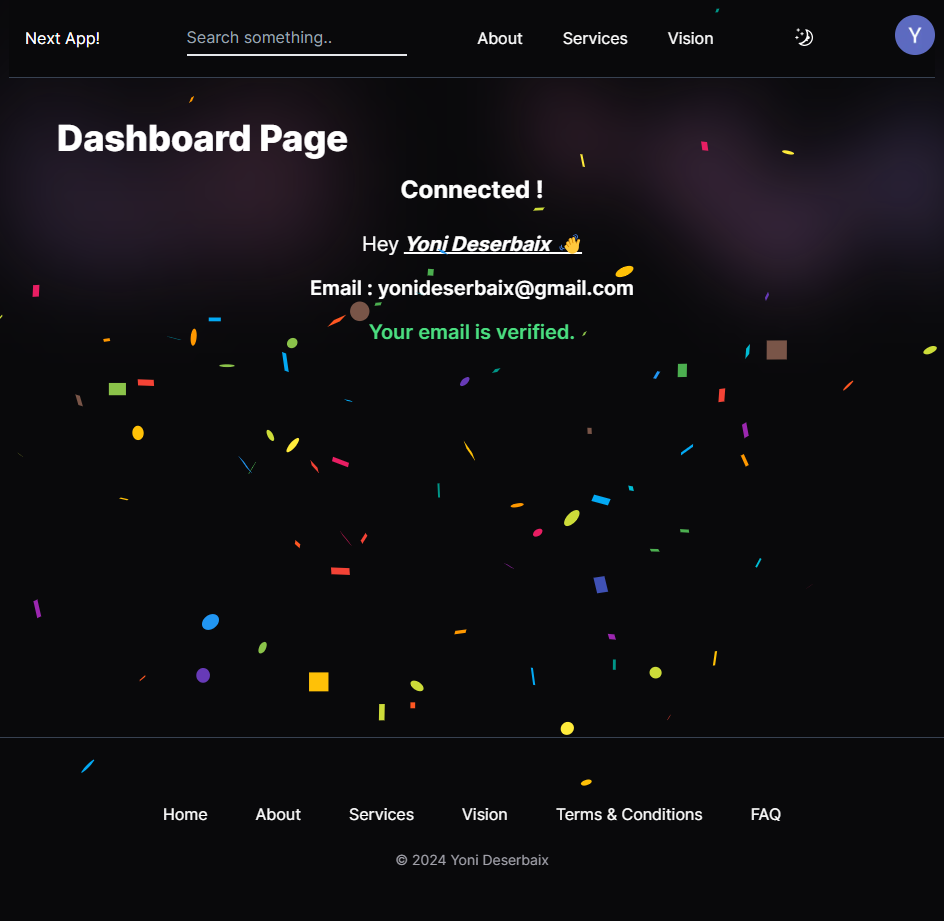 Next App!
Search something..
About
Services
Vision
Y
Dashboard Page
Connected !
Hey Yoni Deserbaix 👋
Email : yonideserbaix@gmail.com
Your email is verified.
Home
About
Services
Vision
Terms & Conditions
FAQ
© 2024 Yoni Deserbaix